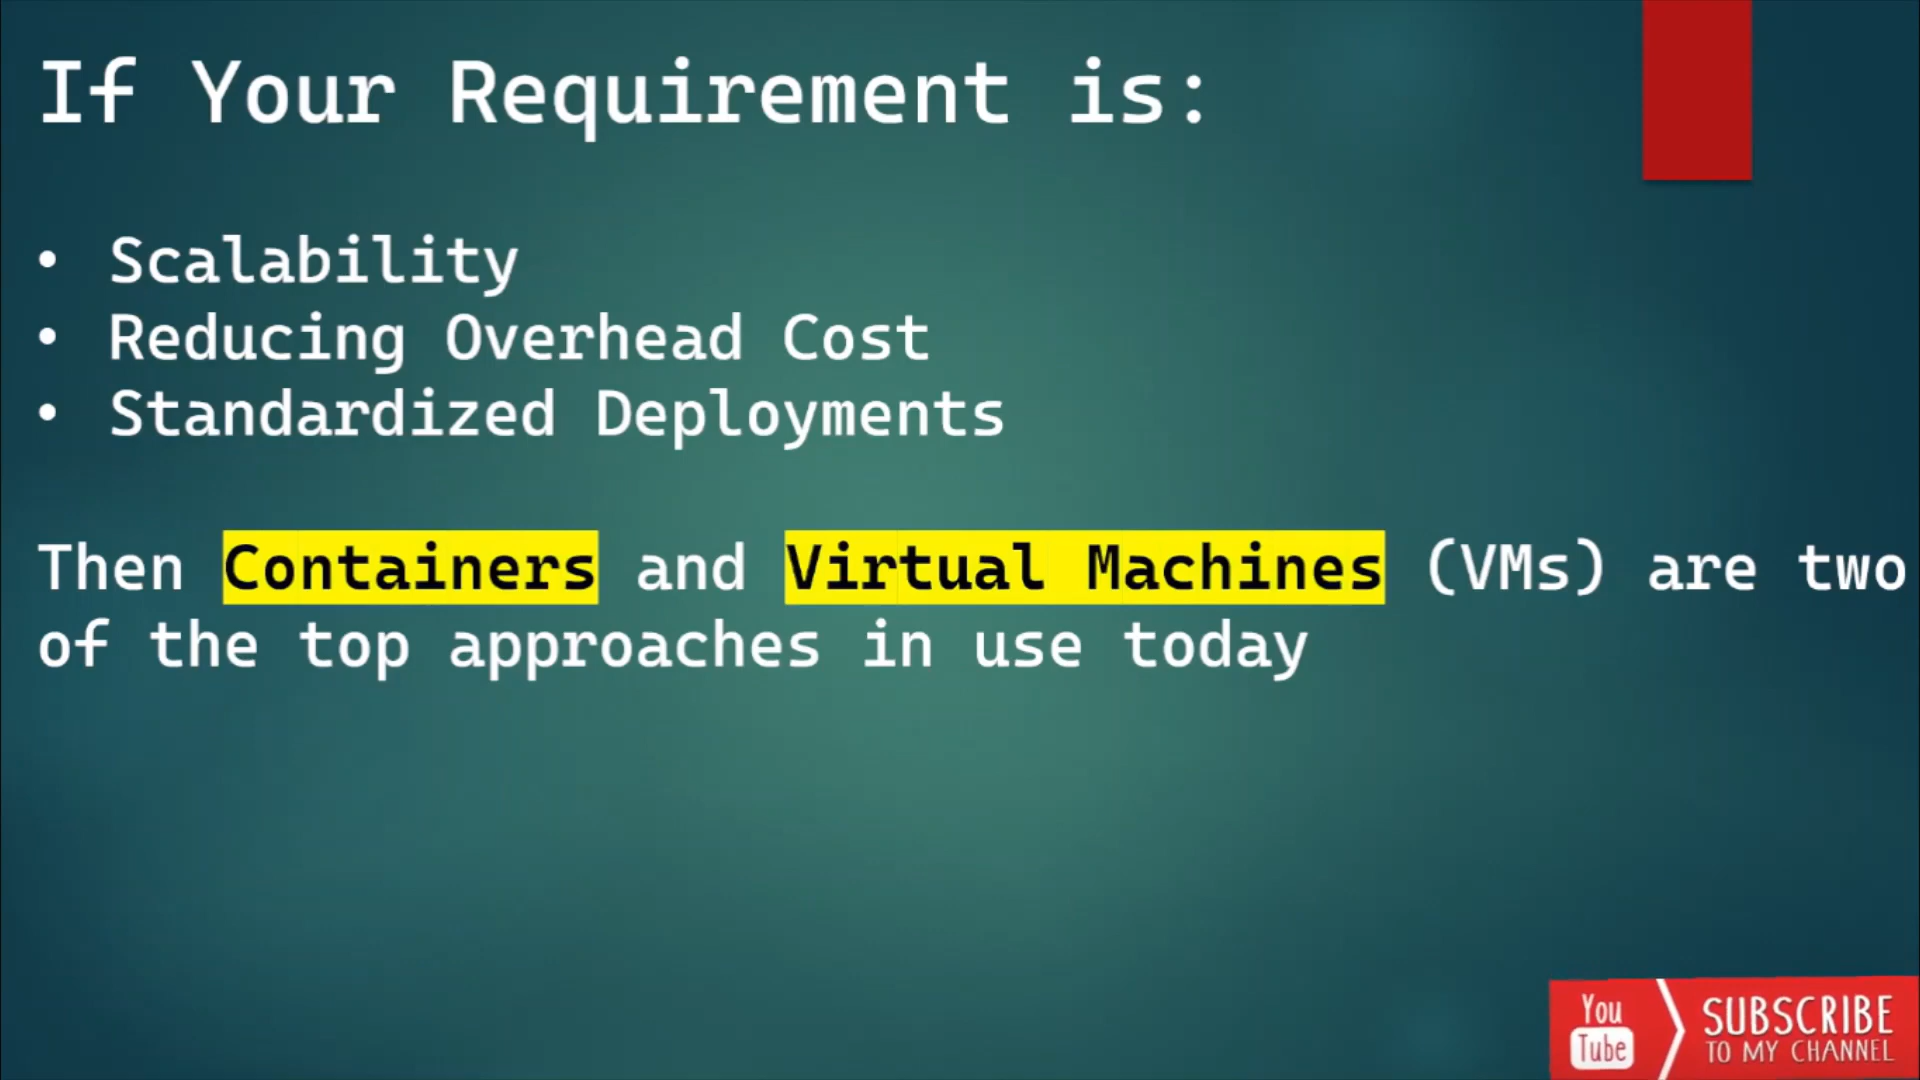 If Your Requirement is:
• Scalability
• Reducing Overhead Cost
• Standardized Deployments
Then Containers and Virtual Machines (VMs) are two
of the top approaches in use today
You
Tube
SUBSCRIBE
TO MY CHANNEL